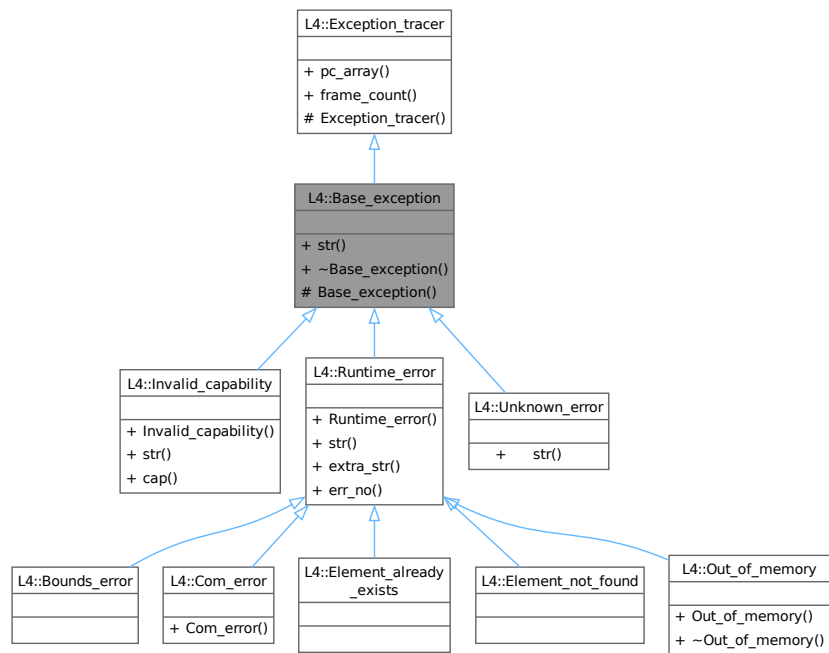 L4::Exception_tracer
+ pc_array()
+ frame_count()
# Exception_tracer()
L4::Base_exception
+ str()
+ ~Base_exception()
# Base_exception()
L4::Invalid_capability
+ Invalid_capability()
+ str()
+ cap()
L4::Runtime_error
+ Runtime_error()
+ str()
+ extra_str()
+ err_no()
L4::Unknown_error
+ str()
L4::Bounds_error
L4::Com_error
+ Com_error()
L4::Element_already
_exists
L4::Element_not_found
L4::Out_of_memory
+ Out_of_memory()
+ ~Out_of_memory()